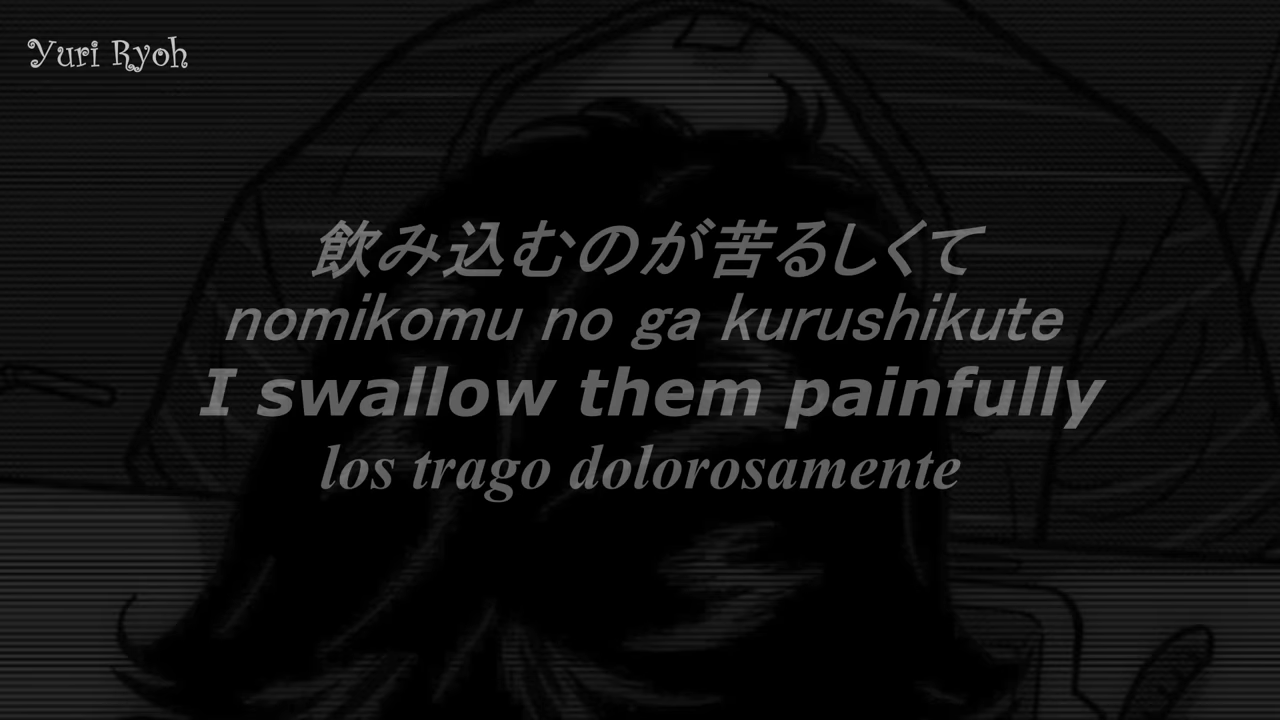 Yuri Ryoh
飲み込むのが苦るしくて
nomikomu no ga kurushikute
I swallow them painfully
los trago dolorosamente